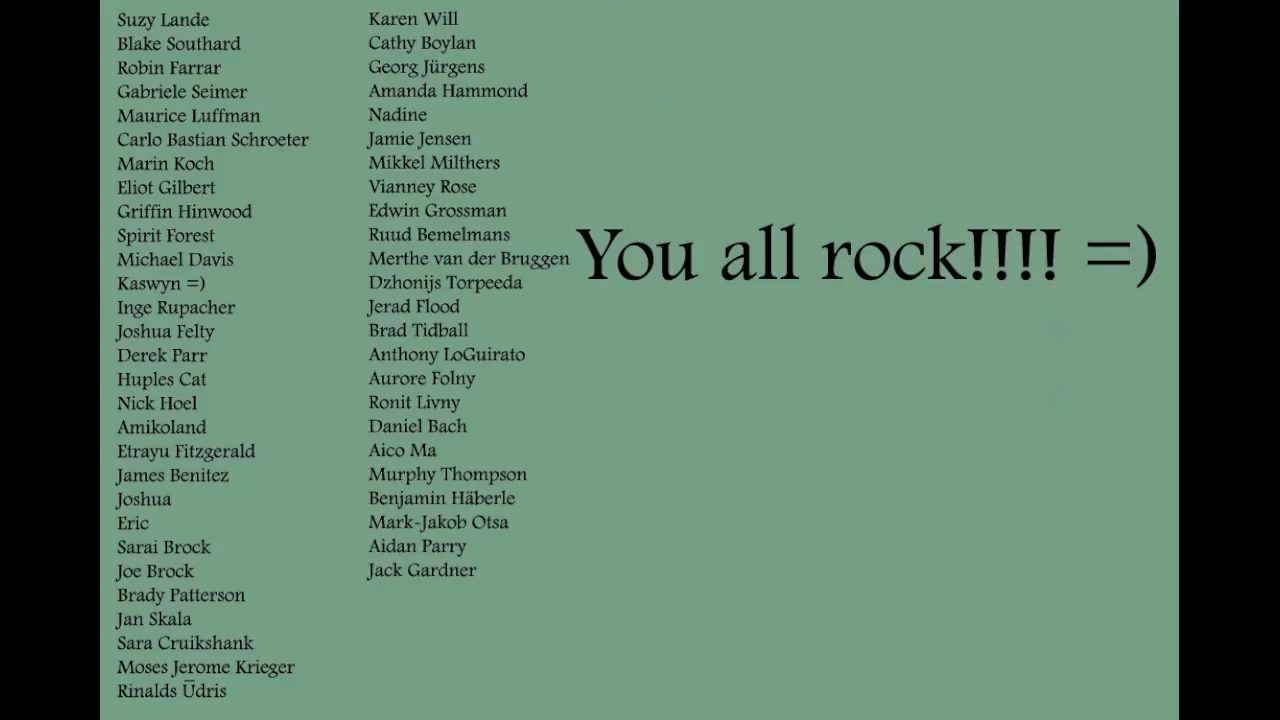 Suzy Lande
Blake Southard
Robin Farrar
Gabriele Seimer
Maurice Luffman
Carlo Bastian Schroeter
Marin Koch
Eliot Gilbert
Griffin Hinwood
Spirit Forest
Michael Davis
Kaswyn =)
Inge Rupacher
Joshua Felty
Derek Parr
Huples Cat
Nick Hoel
Amikoland
Etrayu Fitzgerald
James Benitez
Joshua
Eric
Sarai Brock
Joe Brock
Brady Patterson
Jan Skala
Sara Cruikshank
Moses Jerome Krieger
Rinalds Ūdris
Karen Will
Cathy Boylan
Georg Jürgens
Amanda Hammond
Nadine
Jamie Jensen
Mikkel Milthers
Vianney Rose
Edwin Grossman
Ruud Bemelmans
Merthe van der Bruggen
Dzhonijs Torpeeda
Jerad Flood
Brad Tidball
Anthony LoGuirato
Aurore Folny
Ronit Livny
Daniel Bach
Aico Ma
Murphy Thompson
Benjamin Häberle
Mark-Jakob Otsa
Aidan Parry
Jack Gardner
You all rock!!!! =)